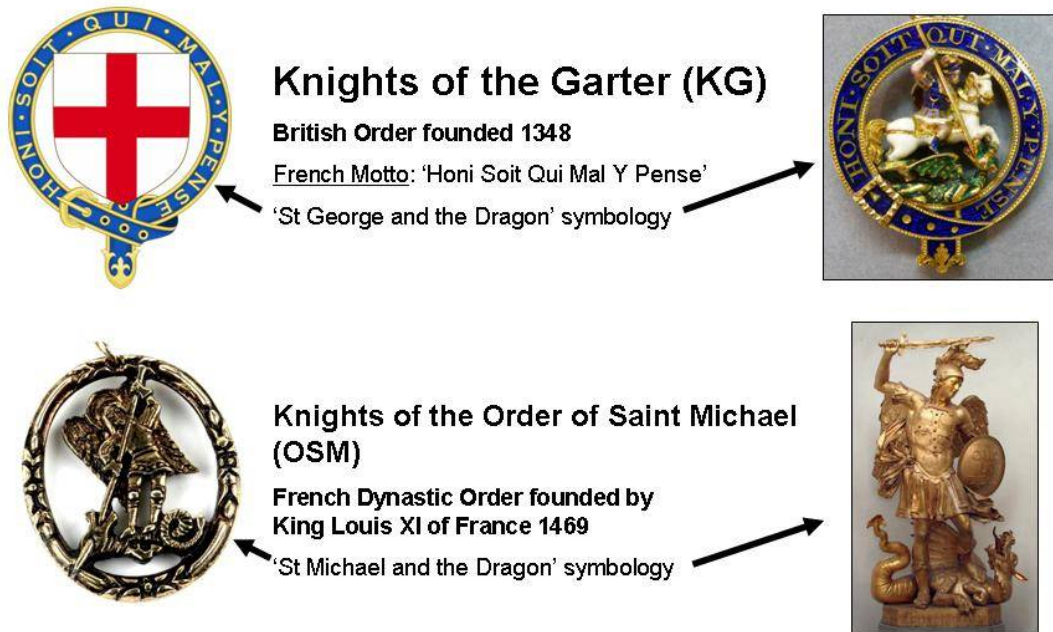 HONI · SOIT · QUI · MAL · Y · PENSE
Knights of the Garter (KG)
British Order founded 1348
French Motto: ‘Honi Soit Qui Mal Y Pense’
‘St George and the Dragon’ symbology
HONI · SOIT · QUI · MAL · Y · PENSE
Knights of the Order of Saint Michael
(OSM)
French Dynastic Order founded by
King Louis XI of France 1469
‘St Michael and the Dragon’ symbology